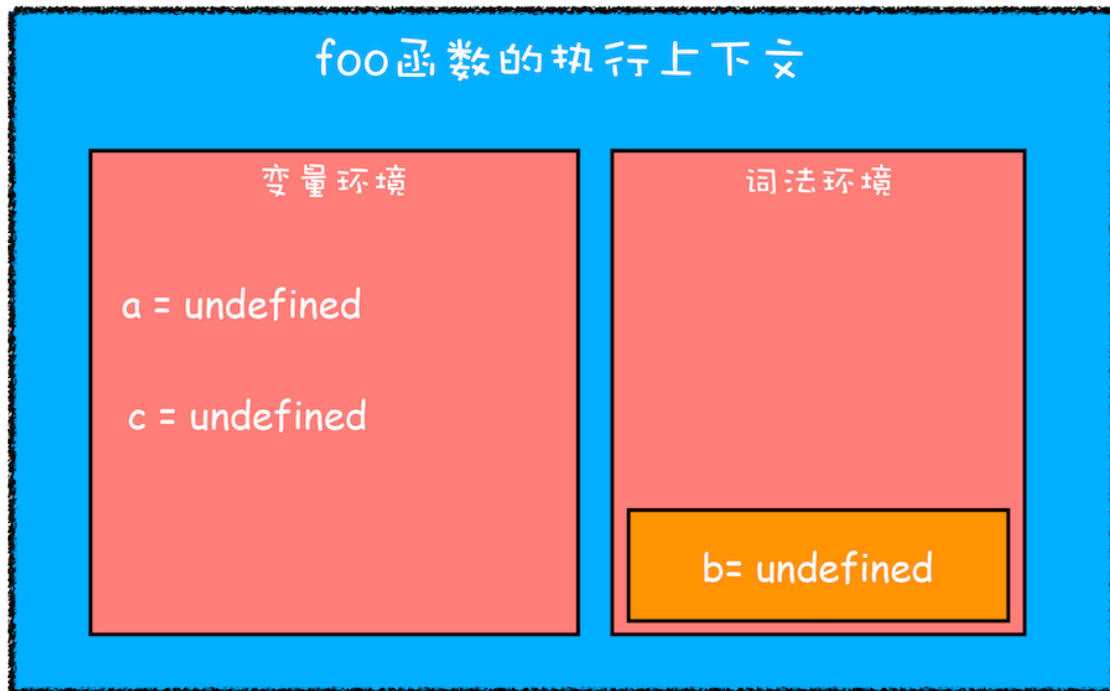 foo函数的执行上下文
变量环境
a = undefined
c = undefined
词法环境
b= undefined